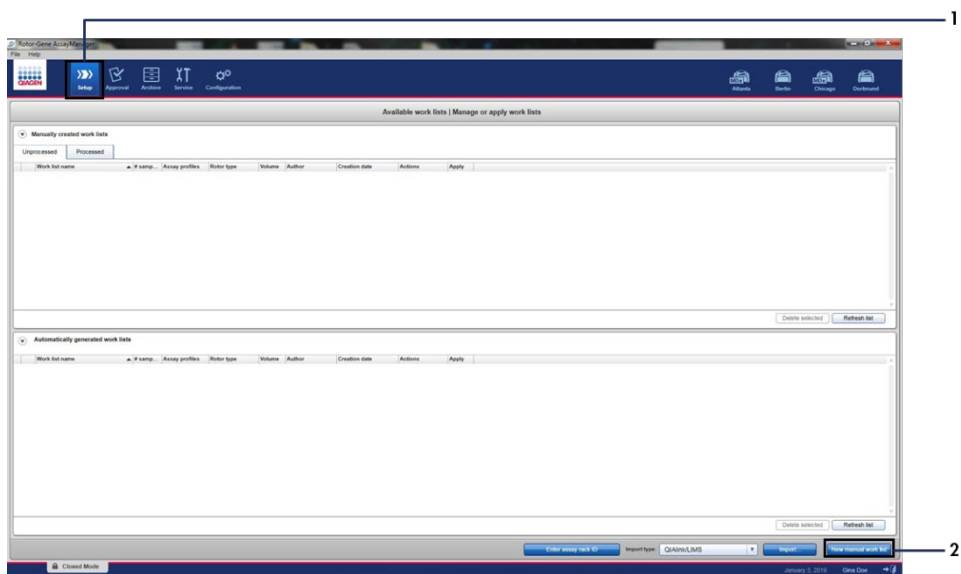 1
Rotor-Gene AssayManager
File Help
QIAGEN
Setup Approval Archive Service Configuration
NEW NEW
Atlanta Berlin Chicago Dortmund
Available work lists | Manage or apply work lists
Manually created work lists
Unprocessed Processed
Work list name # samp... Assay profiles Rotor type Volume Author Creation date Actions Apply
Delete selected Refresh list
Automatically generated work lists
Work list name # samp... Assay profiles Rotor type Volume Author Creation date Actions Apply
Delete selected Refresh list
Enter assay rack ID Import type: QIAlink/LIMS Import... New manual work list
2
Closed Mode January 5, 2019 Gina Doe